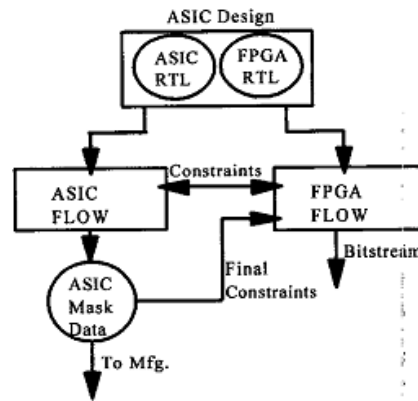 ASIC Design
ASIC
RTL
FPGA
RTL
Constraints
ASIC
FLOW
FPGA
FLOW
Bitstream
Final
Constraints
ASIC
Mask
Data
To Mfg.